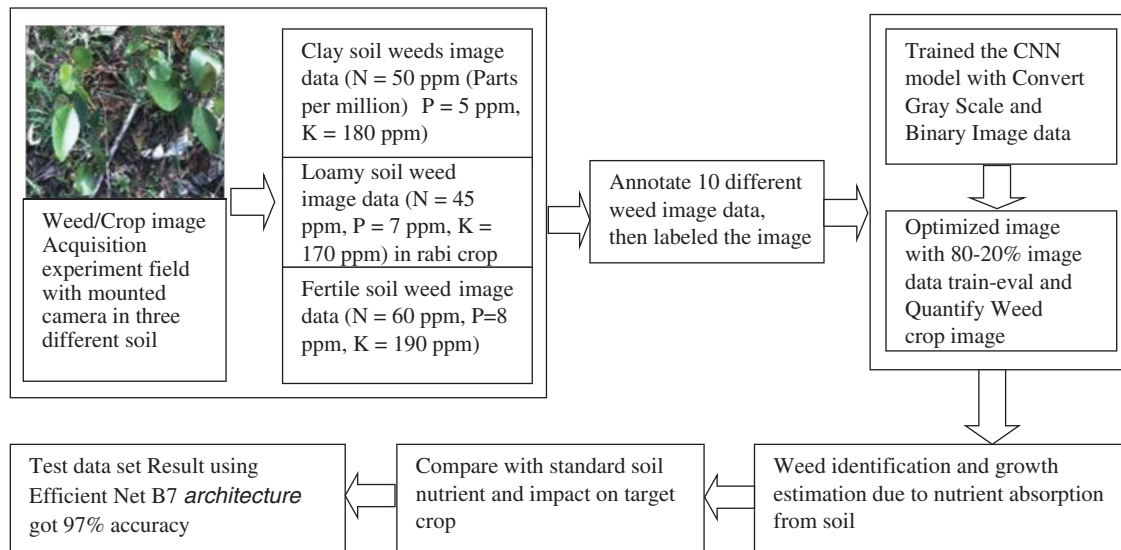 Weed/Crop image
Acquisition
experiment field
with mounted
camera in three
different soil
Clay soil weeds image
data (N = 50 ppm (Parts
per million) P = 5 ppm,
K = 180 ppm)
Loamy soil weed
image data (N = 45
ppm, P = 7 ppm, K =
170 ppm) in rabi crop
Fertile soil weed image
data (N = 60 ppm, P=8
ppm, K = 190 ppm)
Annotate 10 different
weed image data,
then labeled the image
Trained the CNN
model with Convert
Gray Scale and
Binary Image data
Optimized image
with 80-20% image
data train-eval and
Quantify Weed
crop image
Weed identification and growth
estimation due to nutrient absorption
from soil
Compare with standard soil
nutrient and impact on target
crop
Test data set Result using
Efficient Net B7 architecture
got 97% accuracy